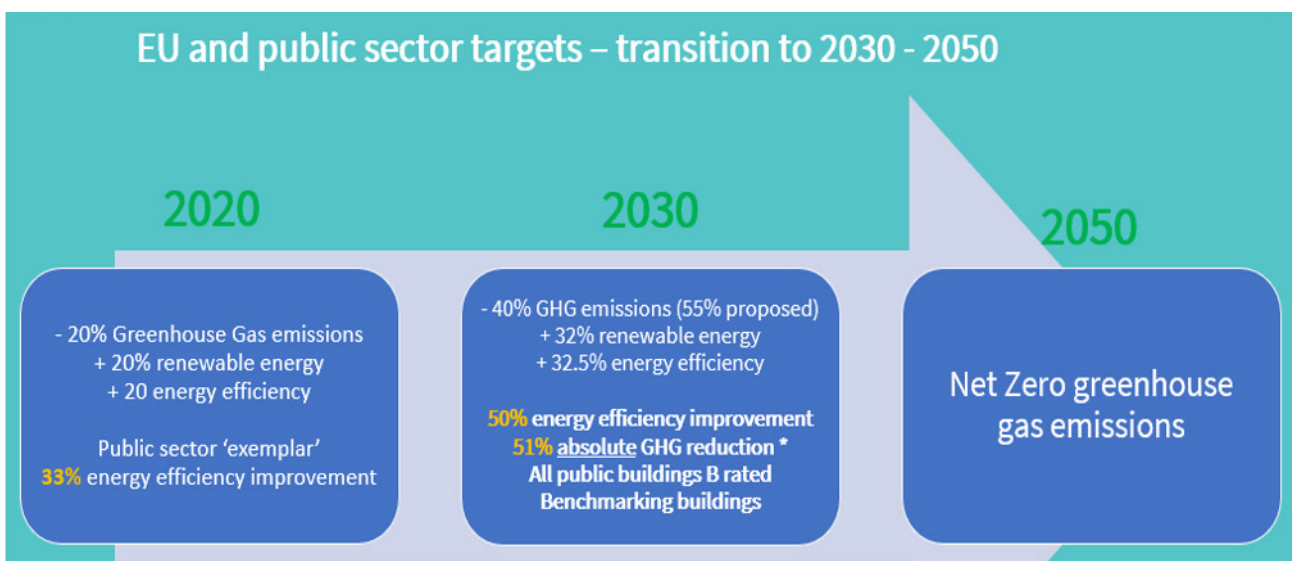 EU and public sector targets – transition to 2030 - 2050
2020
- 20% Greenhouse Gas emissions
+ 20% renewable energy
+ 20 energy efficiency
Public sector ‘exemplar’
33% energy efficiency improvement
2030
- 40% GHG emissions (55% proposed)
+ 32% renewable energy
+ 32.5% energy efficiency
50% energy efficiency improvement
51% absolute GHG reduction *
All public buildings B rated
Benchmarking buildings
2050
Net Zero greenhouse
gas emissions